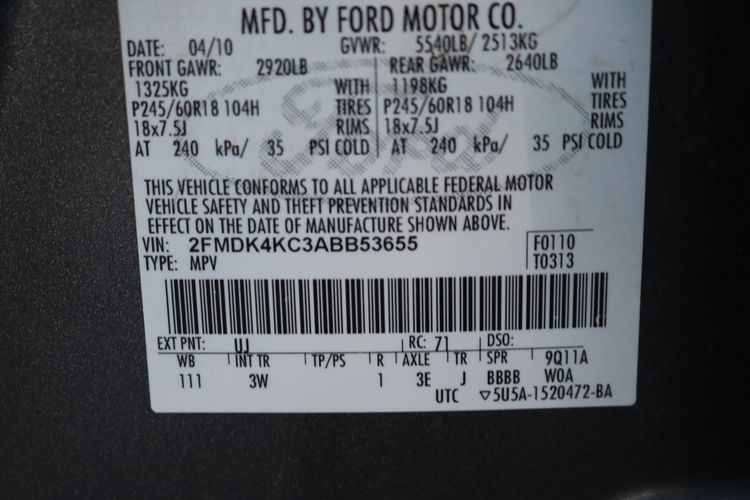 MFD. BY FORD MOTOR CO.
DATE: 04/10 GVWR: 5540LB/ 2513KG
FRONT GAWR: 2920LB REAR GAWR: 2640LB
1325KG WITH 1198KG WITH
P245/60R18 104H TIRES P245/60R18 104H TIRES
18x7.5J RIMS 18x7.5J RIMS
AT 240 kPa/ 35 PSI COLD AT 240 kPa/ 35 PSI COLD
THIS VEHICLE CONFORMS TO ALL APPLICABLE FEDERAL MOTOR
VEHICLE SAFETY AND THEFT PREVENTION STANDARDS IN
EFFECT ON THE DATE OF MANUFACTURE SHOWN ABOVE.
VIN: 2FMDK4KC3ABB53655 F0110
TYPE: MPV T0313
EXT PNT: UJ RC: 71 DSO:
WB INT TR TP/PS R AXLE TR SPR 9Q11A
111 3W 1 3E J BBBB WOA
UTC ▽5U5A-1520472-BA